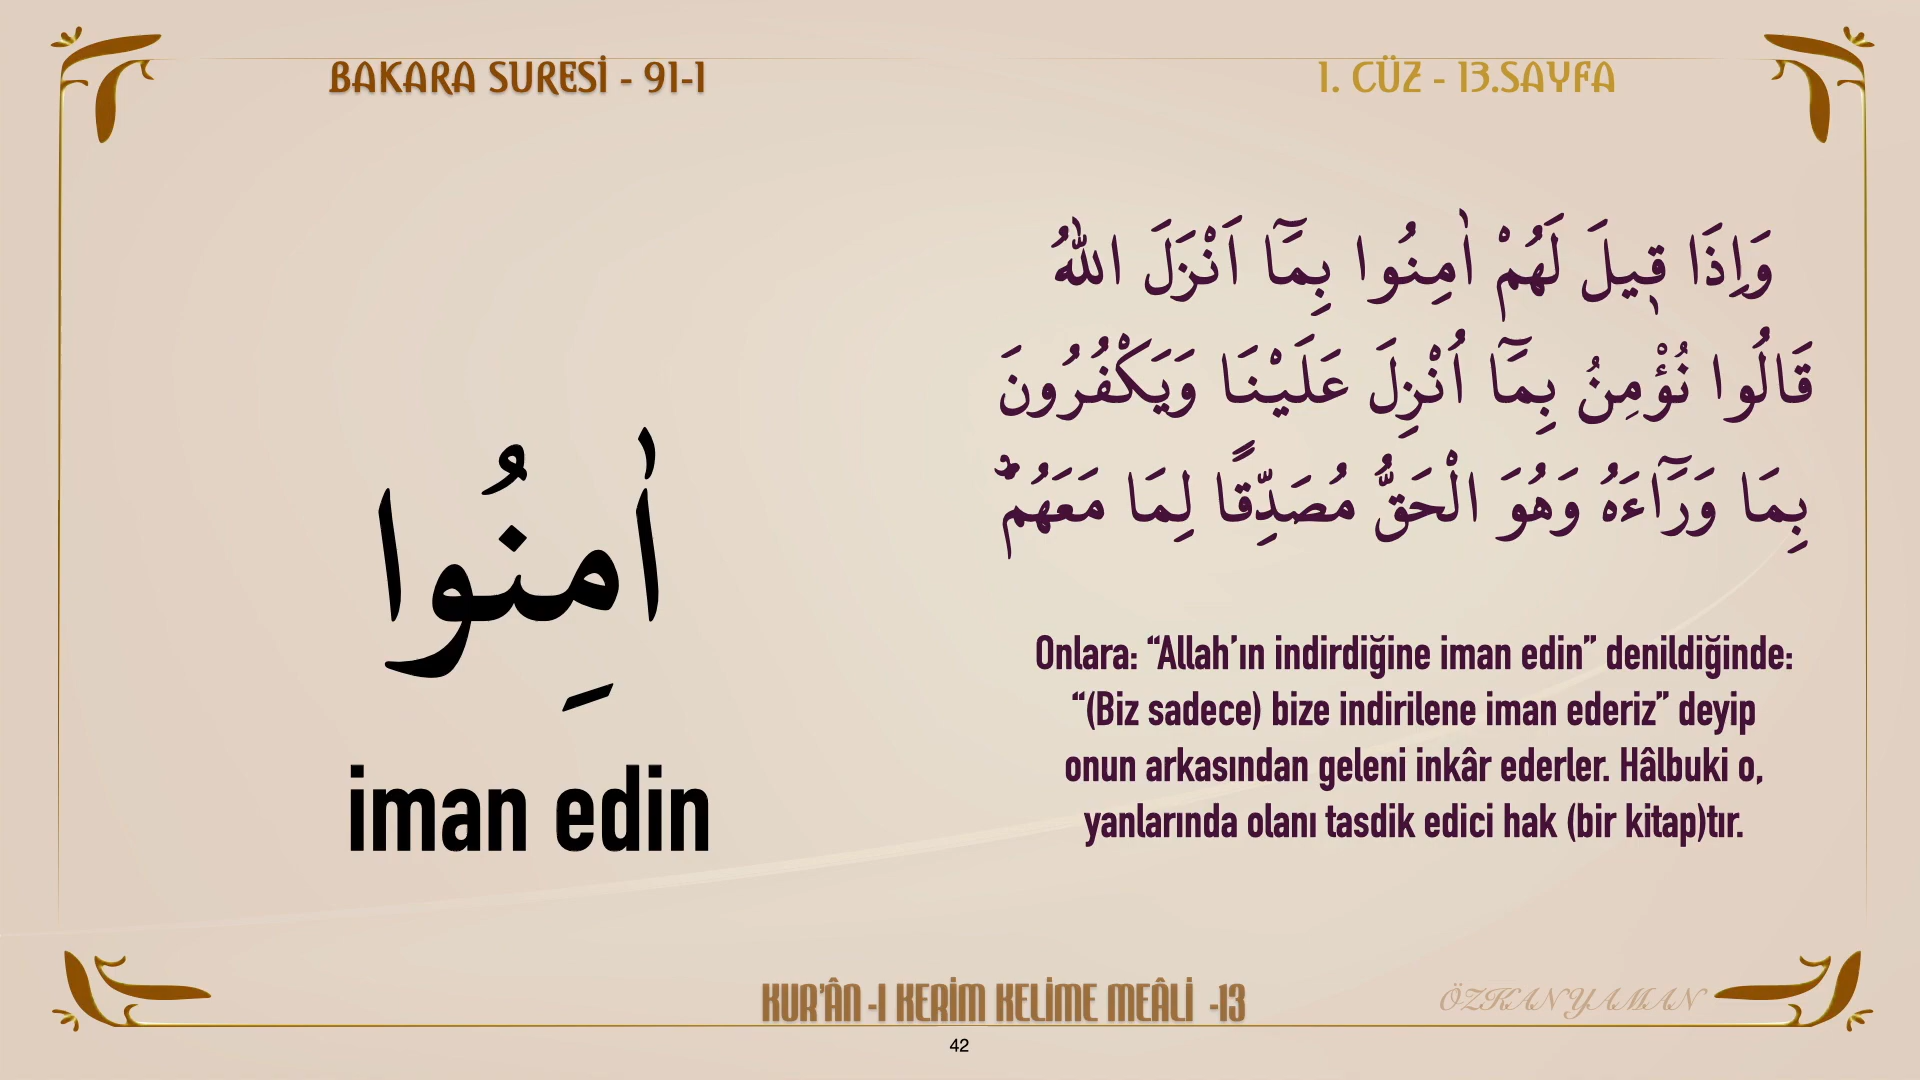 BAKARA SURESİ - 91-1
1. CÜZ - 13.SAYFA
وَاِذَا قٖيلَ لَهُمْ اٰمِنُوا بِمَٓا اَنْزَلَ اللّٰهُ
قَالُوا نُؤْمِنُ بِمَٓا اُنْزِلَ عَلَيْنَا وَيَكْفُرُونَ
بِمَا وَرَٓاءَهُ وَهُوَ الْحَقُّ مُصَدِّقًا لِمَا مَعَهُمْؕ
اٰمِنُوا
iman edin
Onlara: “Allah’ın indirdiğine iman edin” denildiğinde:
“(Biz sadece) bize indirilene iman ederiz” deyip
onun arkasından geleni inkâr ederler. Hâlbuki o,
yanlarında olanı tasdik edici hak (bir kitap)tır.
KUR’ÂN -I KERİM KELİME MEÂLİ -13
ÖZKAN YAMAN
42